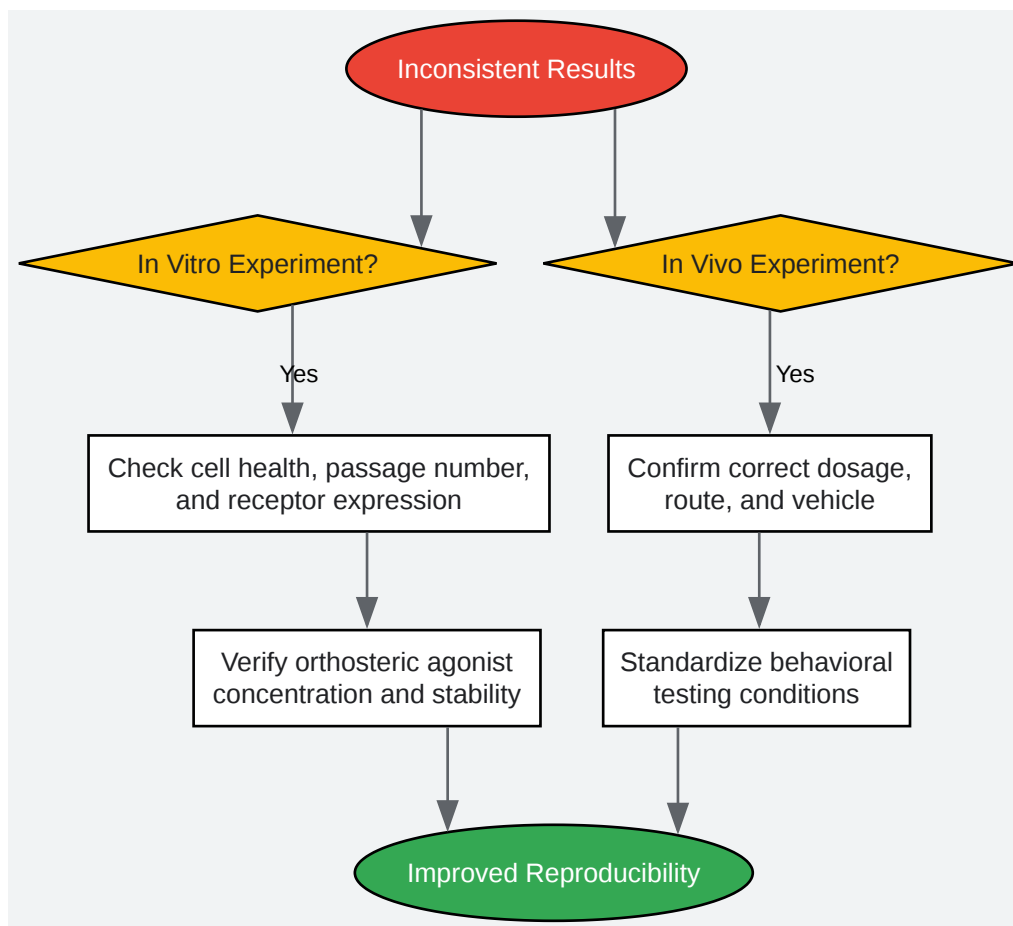 Inconsistent Results
In Vitro Experiment?
In Vivo Experiment?
Yes
Yes
Check cell health, passage number,
and receptor expression
Confirm correct dosage,
route, and vehicle
Verify orthosteric agonist
concentration and stability
Standardize behavioral
testing conditions
Improved Reproducibility